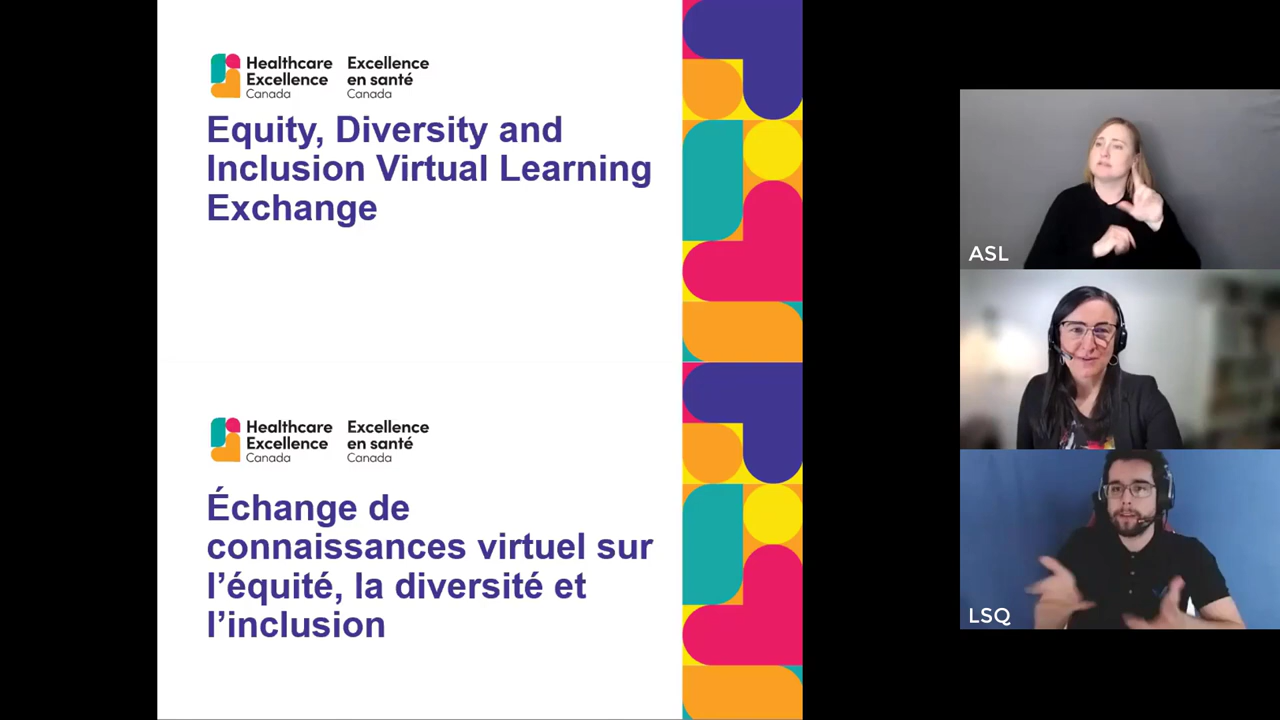 Healthcare
Excellence
Canada
Excellence
en santé
Canada
Equity, Diversity and
Inclusion Virtual Learning
Exchange
Healthcare
Excellence
Canada
Excellence
en santé
Canada
Échange de
connaissances virtuel sur
l’équité, la diversité et
l’inclusion
ASL
LSQ